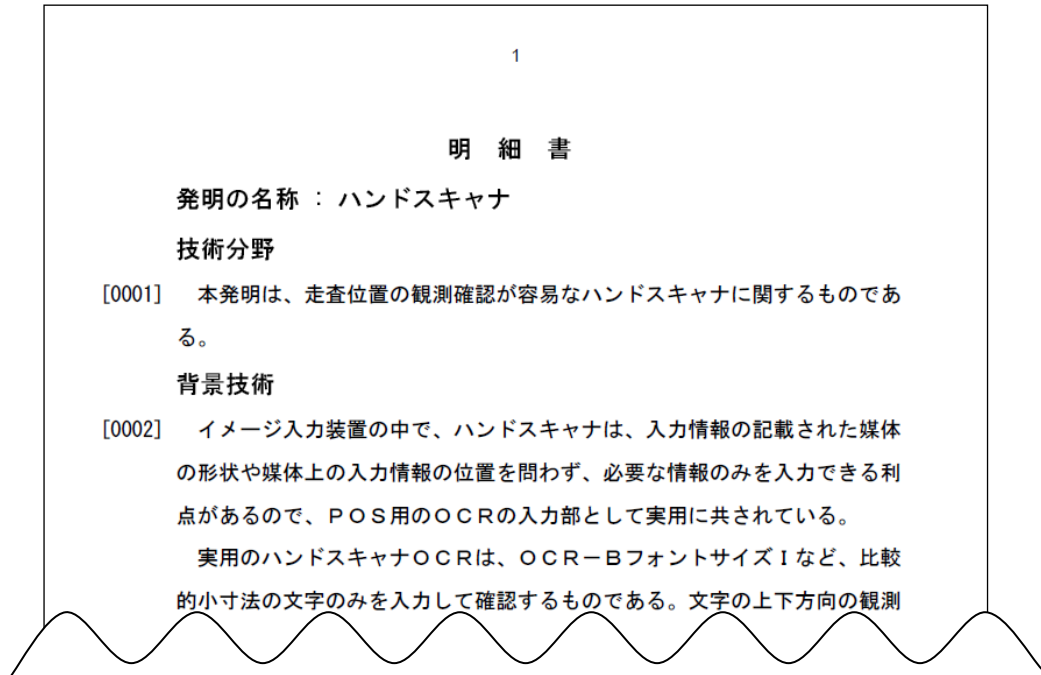 1
明 細 書
発明の名称 : ハンドスキャナ
技術分野
[0001] 本発明は、走査位置の観測確認が容易なハンドスキャナに関するものであ
る。
背景技術
[0002] イメージ入力装置の中で、ハンドスキャナは、入力情報の記載された媒体
の形状や媒体上の入力情報の位置を問わず、必要な情報のみを入力できる利
点があるので、POS用のOCRの入力部として実用に共されている。
実用のハンドスキャナOCRは、OCR-BフォントサイズIなど、比較
的小寸法の文字のみを入力して確認するものである。文字の上下方向の観測